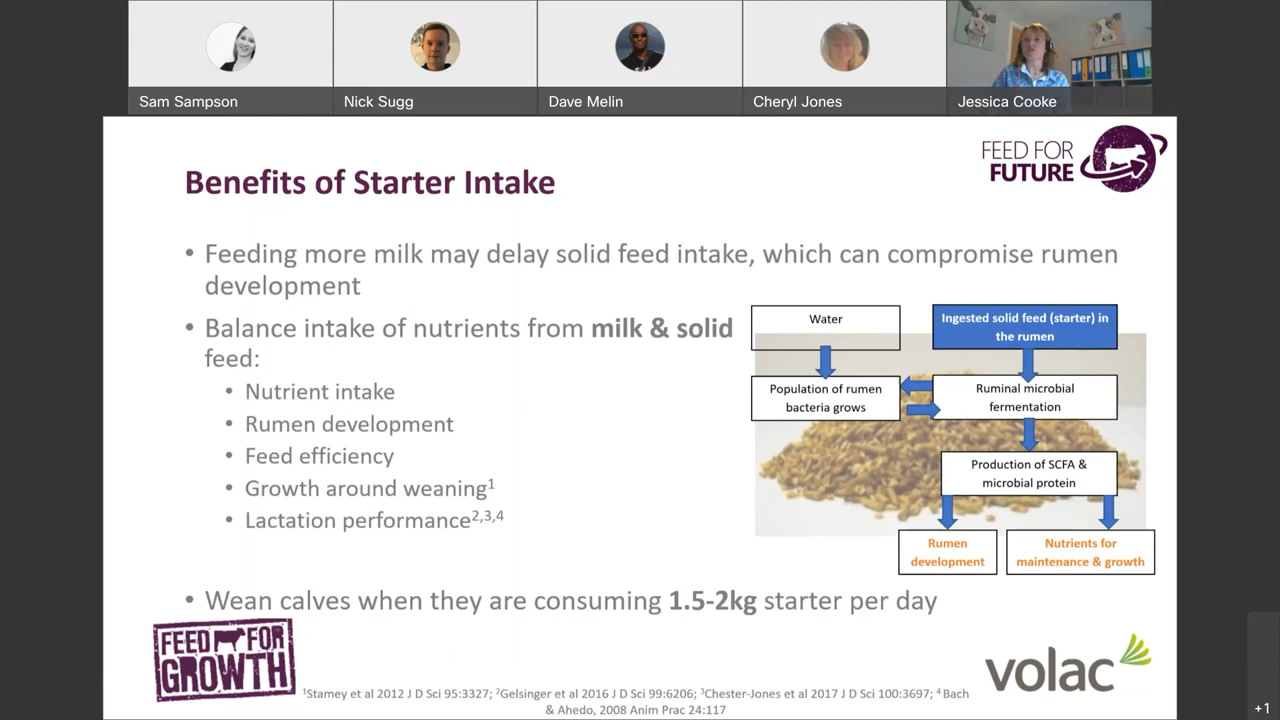 Sam Sampson
Nick Sugg
Dave Melin
Cheryl Jones
Jessica Cooke
FEED FOR
FUTURE
Benefits of Starter Intake
• Feeding more milk may delay solid feed intake, which can compromise rumen
development
• Balance intake of nutrients from milk & solid
feed:
• Nutrient intake
• Rumen development
• Feed efficiency
• Growth around weaning¹
• Lactation performance²,³,⁴
Water
Ingested solid feed (starter) in
the rumen
Population of rumen
bacteria grows
Ruminal microbial
fermentation
Production of SCFA &
microbial protein
Rumen
development
Nutrients for
maintenance & growth
• Wean calves when they are consuming 1.5-2kg starter per day
FEED FOR
GROWTH
volac
¹Stamey et al 2012 J D Sci 95:3327; ²Gelsinger et al 2016 J D Sci 99:6206; ³Chester-Jones et al 2017 J D Sci 100:3697; ⁴ Bach
& Ahedo, 2008 Anim Prac 24:117
+1